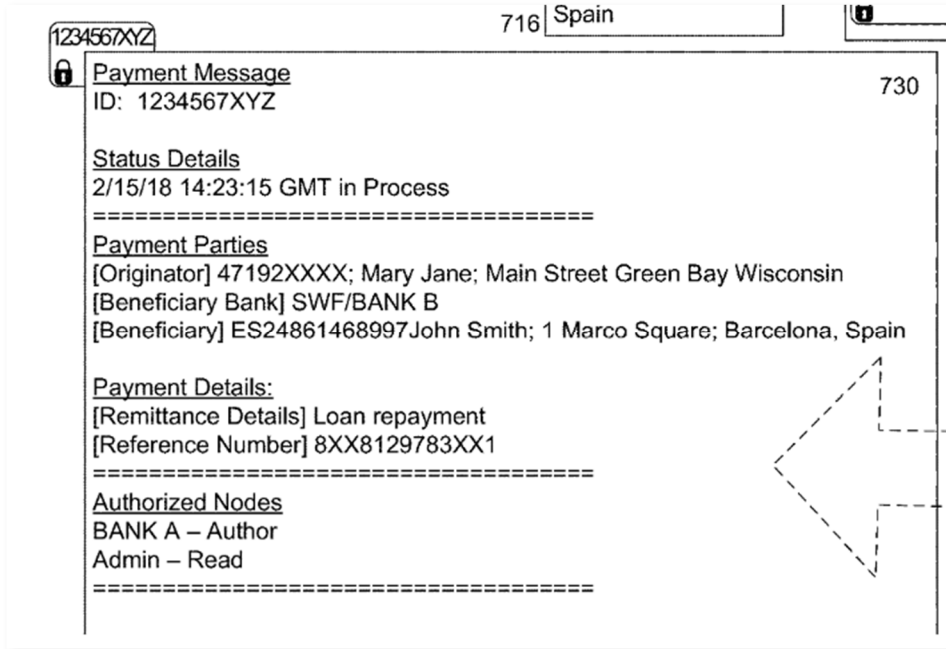 716 Spain
1234567XYZ
Payment Message
730
ID: 1234567XYZ
Status Details
2/15/18 14:23:15 GMT in Process
====================================
Payment Parties
[Originator] 47192XXXX; Mary Jane; Main Street Green Bay Wisconsin
[Beneficiary Bank] SWF/BANK B
[Beneficiary] ES24861468997John Smith; 1 Marco Square; Barcelona, Spain
Payment Details:
[Remittance Details] Loan repayment
[Reference Number] 8XX8129783XX1
====================================
Authorized Nodes
BANK A – Author
Admin – Read
====================================